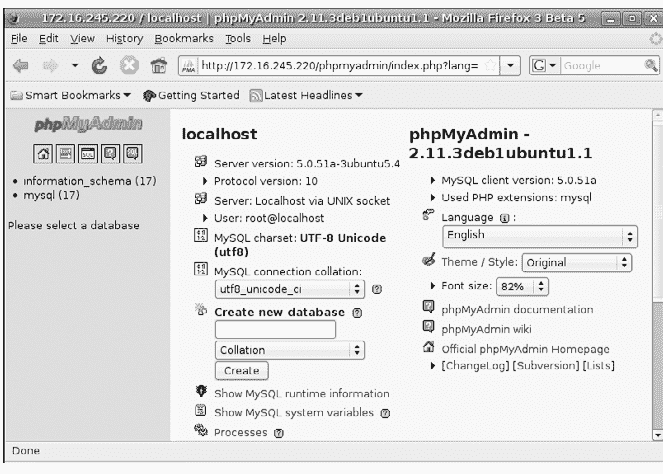 172.16.245.220 / localhost | phpMyAdmin 2.11.3deb1ubuntu1.1 - Mozilla Firefox 3 Beta 5
File Edit View History Bookmarks Tools Help
PMA http://172.16.245.220/phpmyadmin/index.php?lang= G Google
Smart Bookmarks Getting Started Latest Headlines
phpMyAdmin
information_schema (17)
mysql (17)
Please select a database
localhost
Server version: 5.0.51a-3ubuntu5.4
Protocol version: 10
Server: Localhost via UNIX socket
User: root@localhost
MySQL charset: UTF-8 Unicode
(utf8)
MySQL connection collation:
utf8_unicode_ci
Create new database
Collation
Create
Show MySQL runtime information
Show MySQL system variables
Processes
phpMyAdmin -
2.11.3deb1ubuntu1.1
MySQL client version: 5.0.51a
Used PHP extensions: mysql
Language :
English
Theme / Style: Original
Font size: 82%
phpMyAdmin documentation
phpMyAdmin wiki
Official phpMyAdmin Homepage
[ChangeLog] [Subversion] [Lists]
Done